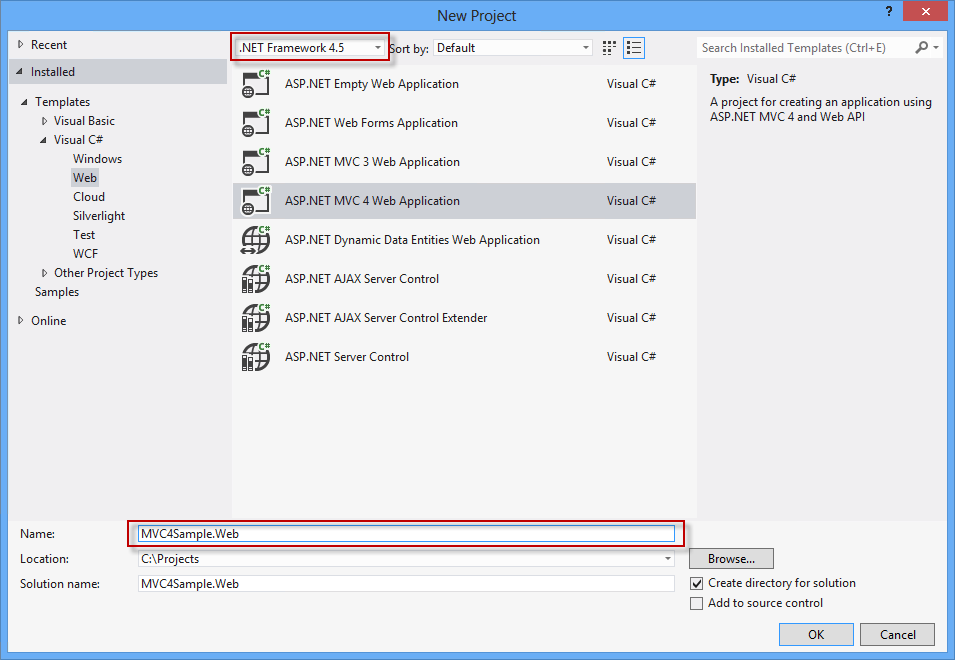 New Project
?
Recent
Installed
Templates
Visual Basic
Visual C#
Windows
Web
Cloud
Silverlight
Test
WCF
Other Project Types
Samples
Online
.NET Framework 4.5
Sort by:
Default
C#
ASP.NET Empty Web Application
Visual C#
C#
ASP.NET Web Forms Application
Visual C#
C#
ASP.NET MVC 3 Web Application
Visual C#
C#
ASP.NET MVC 4 Web Application
Visual C#
C#
ASP.NET Dynamic Data Entities Web Application
Visual C#
C#
ASP.NET AJAX Server Control
Visual C#
C#
ASP.NET AJAX Server Control Extender
Visual C#
C#
ASP.NET Server Control
Visual C#
Search Installed Templates (Ctrl+E)
Type: Visual C#
A project for creating an application using
ASP.NET MVC 4 and Web API
Name:
MVC4Sample.Web
Location:
C:\Projects
Browse...
Solution name:
MVC4Sample.Web
Create directory for solution
Add to source control
OK
Cancel